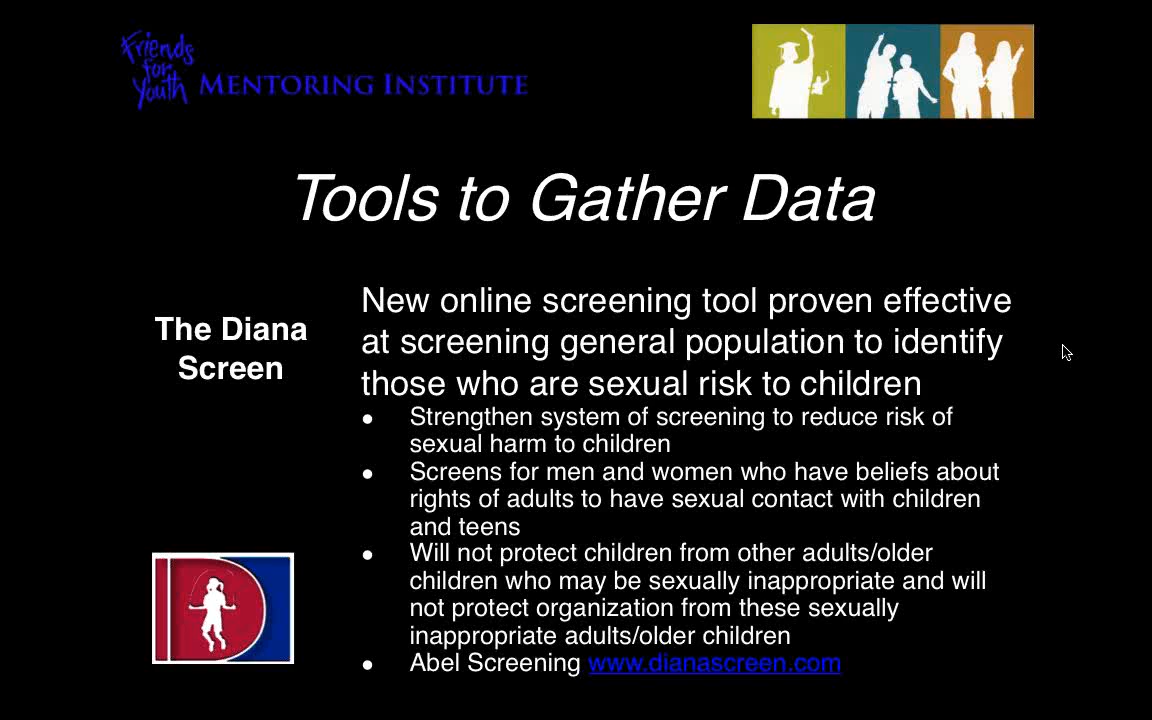 Friends
for
Youth
MENTORING INSTITUTE
Tools to Gather Data
The Diana
Screen
New online screening tool proven effective
at screening general population to identify
those who are sexual risk to children
● Strengthen system of screening to reduce risk of
sexual harm to children
● Screens for men and women who have beliefs about
rights of adults to have sexual contact with children
and teens
● Will not protect children from other adults/older
children who may be sexually inappropriate and will
not protect organization from these sexually
inappropriate adults/older children
● Abel Screening www.dianascreen.com
D